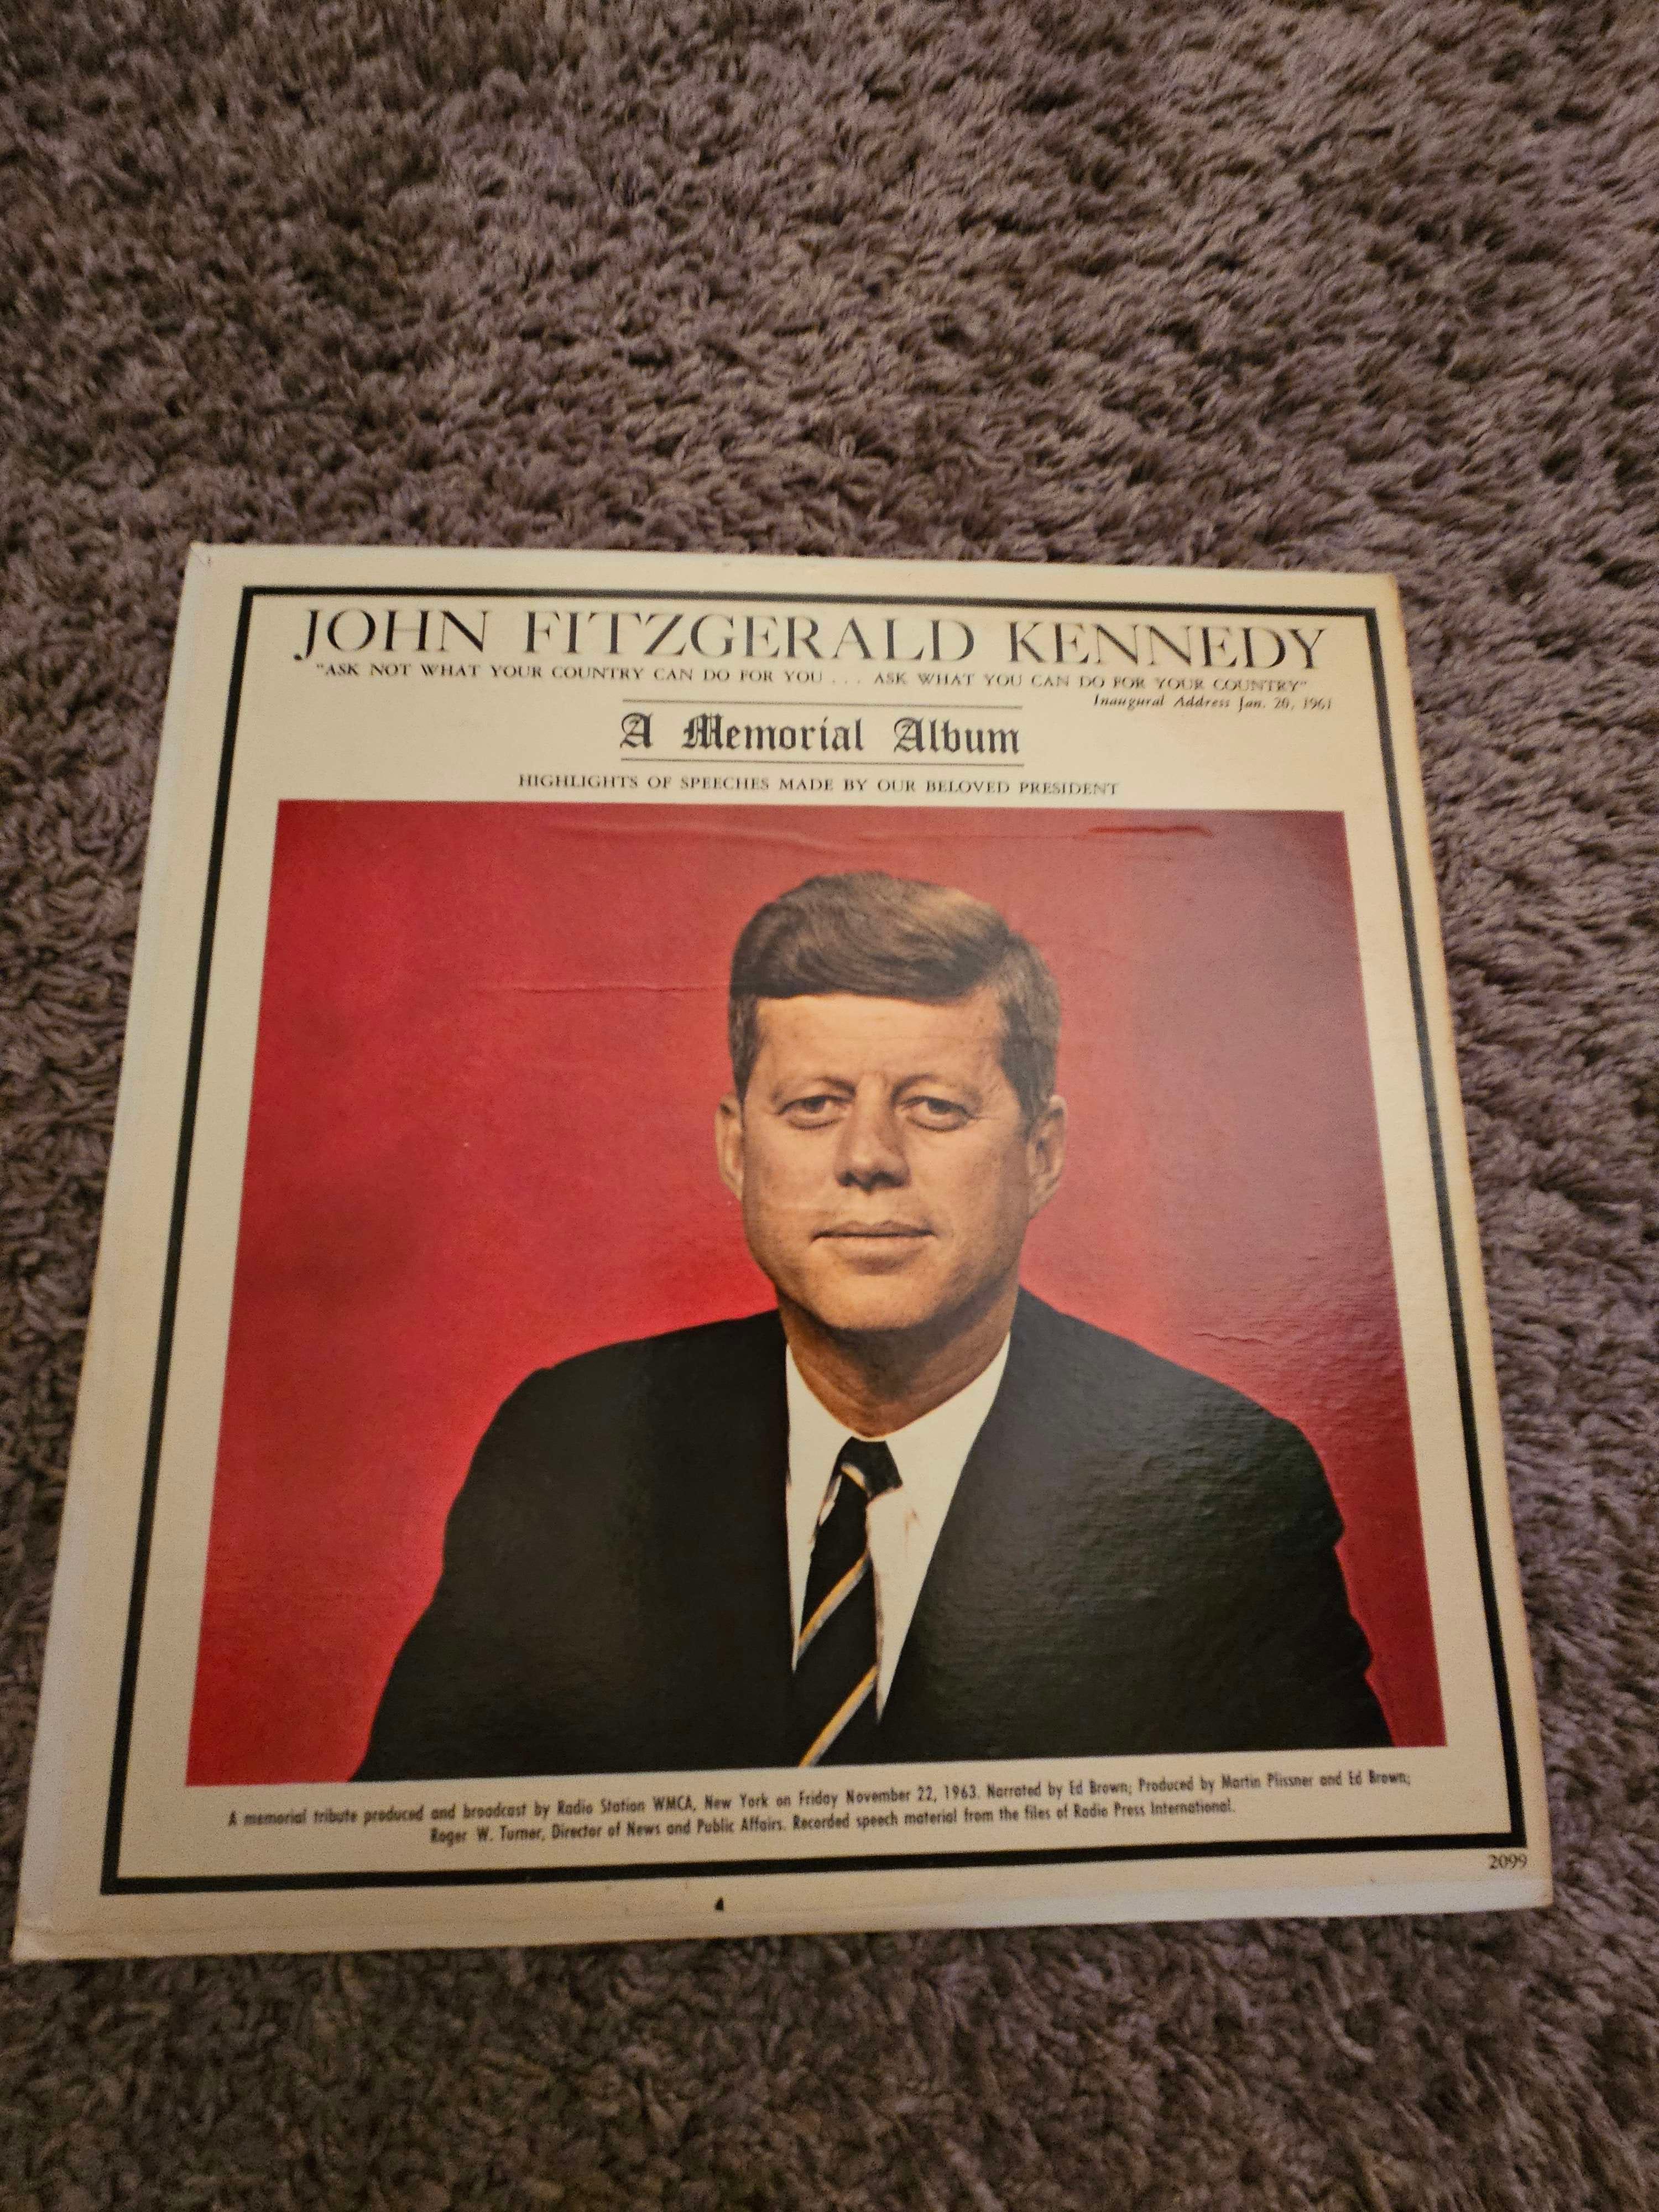 JOHN FITZGERALD KENNEDY
"ASK NOT WHAT YOUR COUNTRY CAN DO FOR YOU . . . ASK WHAT YOU CAN DO FOR YOUR COUNTRY"
Inaugural Address Jan. 20, 1961
A Memorial Album
HIGHLIGHTS OF SPEECHES MADE BY OUR BELOVED PRESIDENT
A memorial tribute produced and broadcast by Radio Station WMCA, New York on Friday November 22, 1963. Narrated by Ed Brown; Produced by Martin Plissner and Ed Brown;
Roger W. Turner, Director of News and Public Affairs. Recorded speech material from the files of Radio Press International.
2099